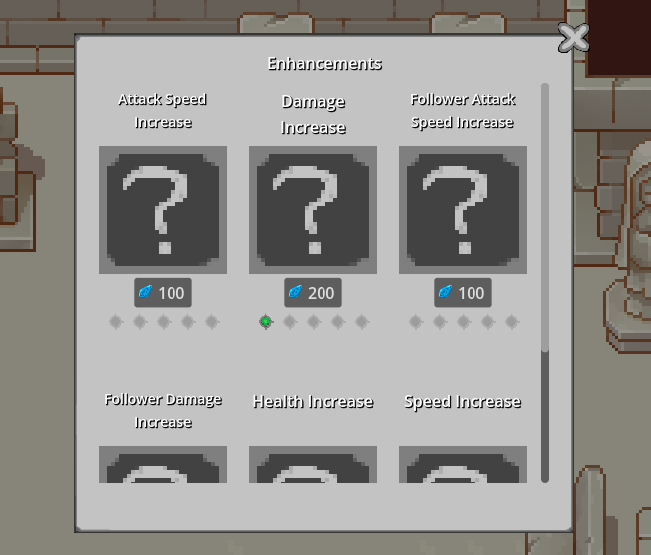 Enhancements
Attack Speed
Increase
Damage
Increase
Follower Attack
Speed Increase
?
?
?
100
200
100
Follower Damage
Increase
Health Increase
Speed Increase